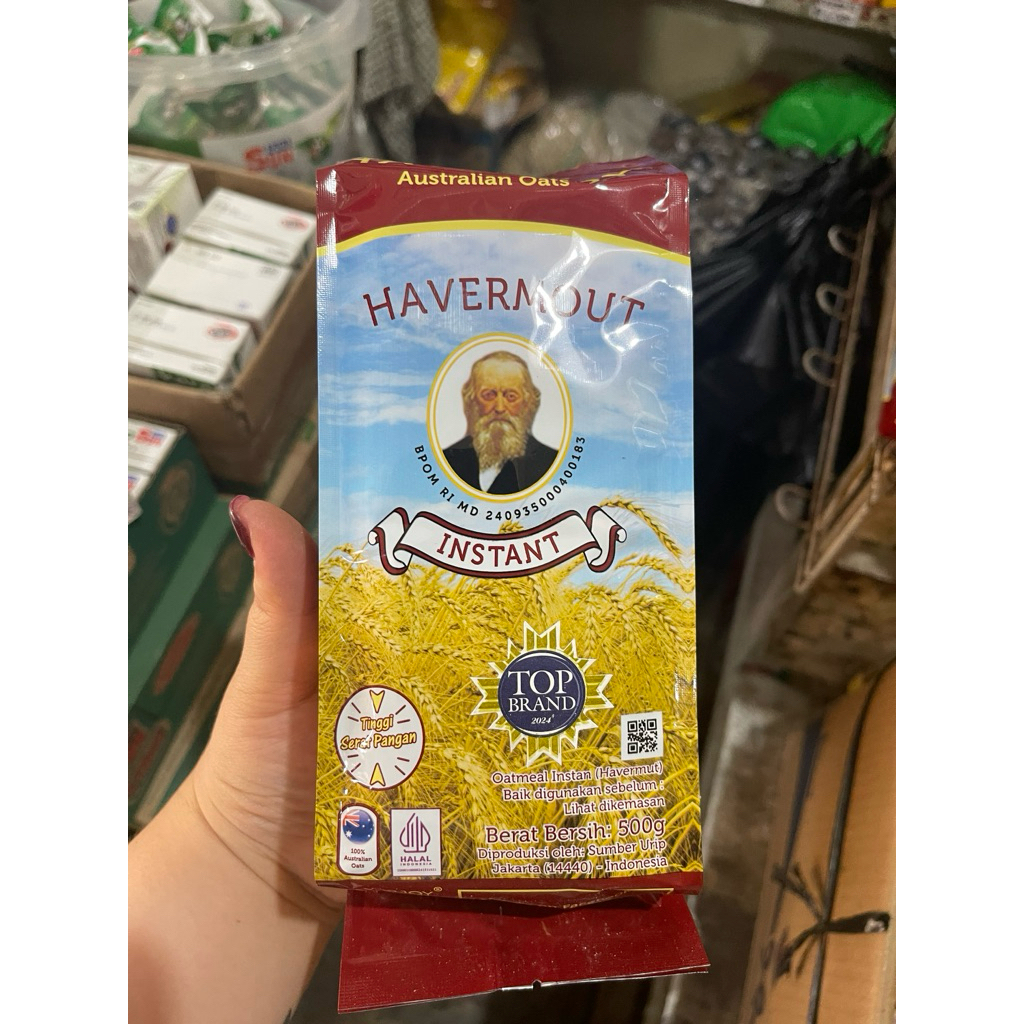 Australian Oats
HAVERMOUT
BPOM RI MD 240935000400183
INSTANT
TOP
BRAND
2024
Tinggi
Serat Pangan
Oatmeal Instan (Havermut)
Baik digunakan sebelum :
Lihat dikemasan
Berat Bersih: 500g
Diproduksi oleh: Sumber Urip
Jakarta (14440) - Indonesia
100%
Australian
Oats
HALAL
INDONESIA